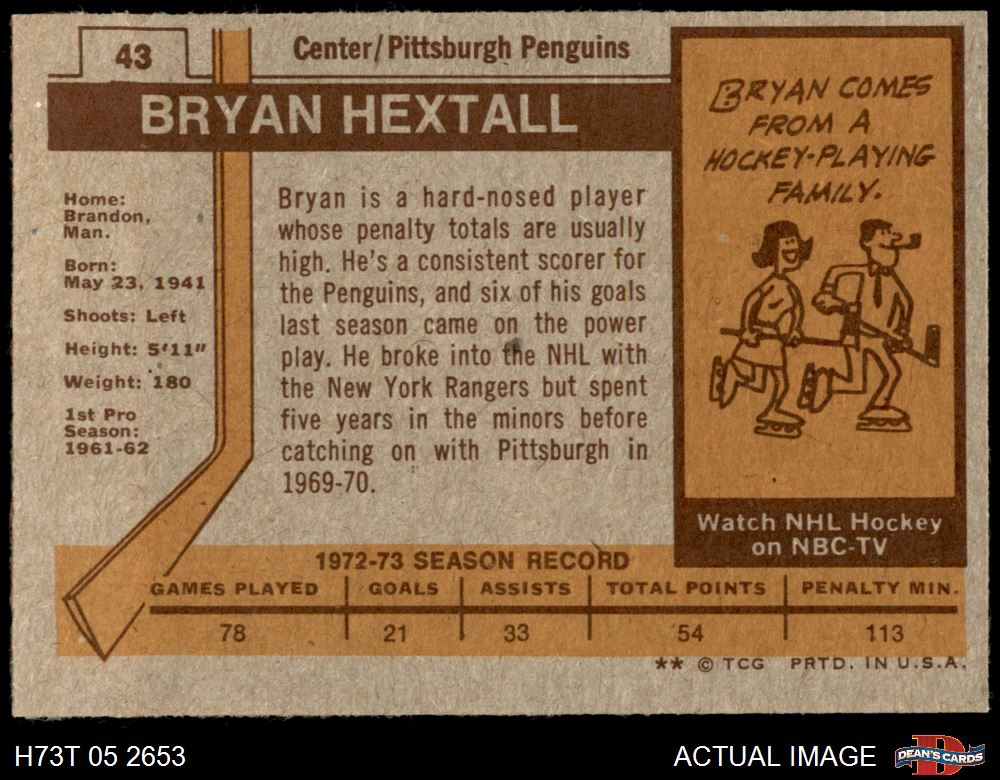 43
Center/Pittsburgh Penguins
BRYAN HEXTALL
Home:
Brandon,
Man.
Born:
May 23, 1941
Shoots: Left
Height: 5'11"
Weight: 180
1st Pro
Season:
1961-62
Bryan is a hard-nosed player
whose penalty totals are usually
high. He's a consistent scorer for
the Penguins, and six of his goals
last season came on the power
play. He broke into the NHL with
the New York Rangers but spent
five years in the minors before
catching on with Pittsburgh in
1969-70.
BRYAN COMES
FROM A
HOCKEY-PLAYING
FAMILY.
Watch NHL Hockey
on NBC-TV
1972-73 SEASON RECORD
GAMES PLAYED GOALS ASSISTS TOTAL POINTS PENALTY MIN.
78 21 33 54 113
** © TCG PRTD. IN U.S.A.
H73T 05 2653
ACTUAL IMAGE
DEAN'S CARDS